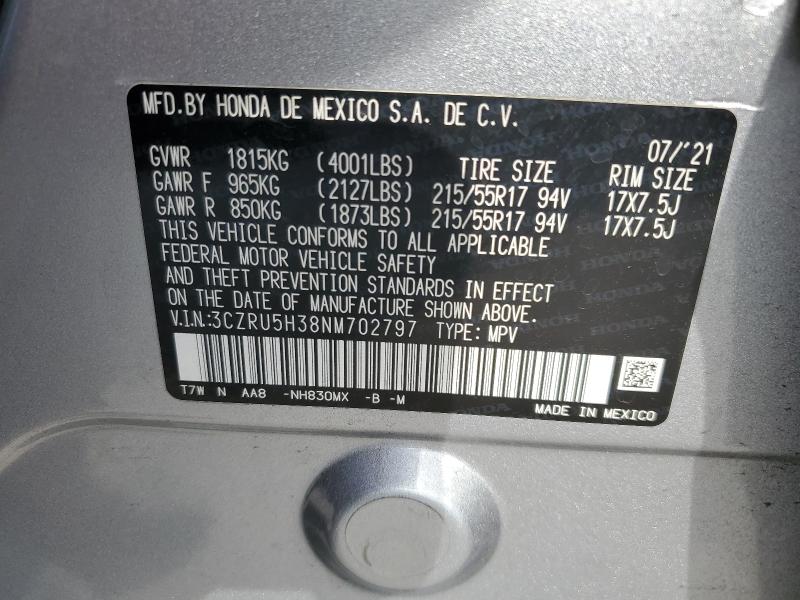 MFD.BY HONDA DE MEXICO S.A. DE C.V.
07/'21
GVWR 1815KG (4001LBS) TIRE SIZE RIM SIZE
GAWR F 965KG (2127LBS) 215/55R17 94V 17X7.5J
GAWR R 850KG (1873LBS) 215/55R17 94V 17X7.5J
THIS VEHICLE CONFORMS TO ALL APPLICABLE
FEDERAL MOTOR VEHICLE SAFETY
AND THEFT PREVENTION STANDARDS IN EFFECT
ON THE DATE OF MANUFACTURE SHOWN ABOVE.
V.I.N.:3CZRU5H38NM702797 TYPE: MPV
T7W N AA8 -NH830MX -B -M
MADE IN MEXICO